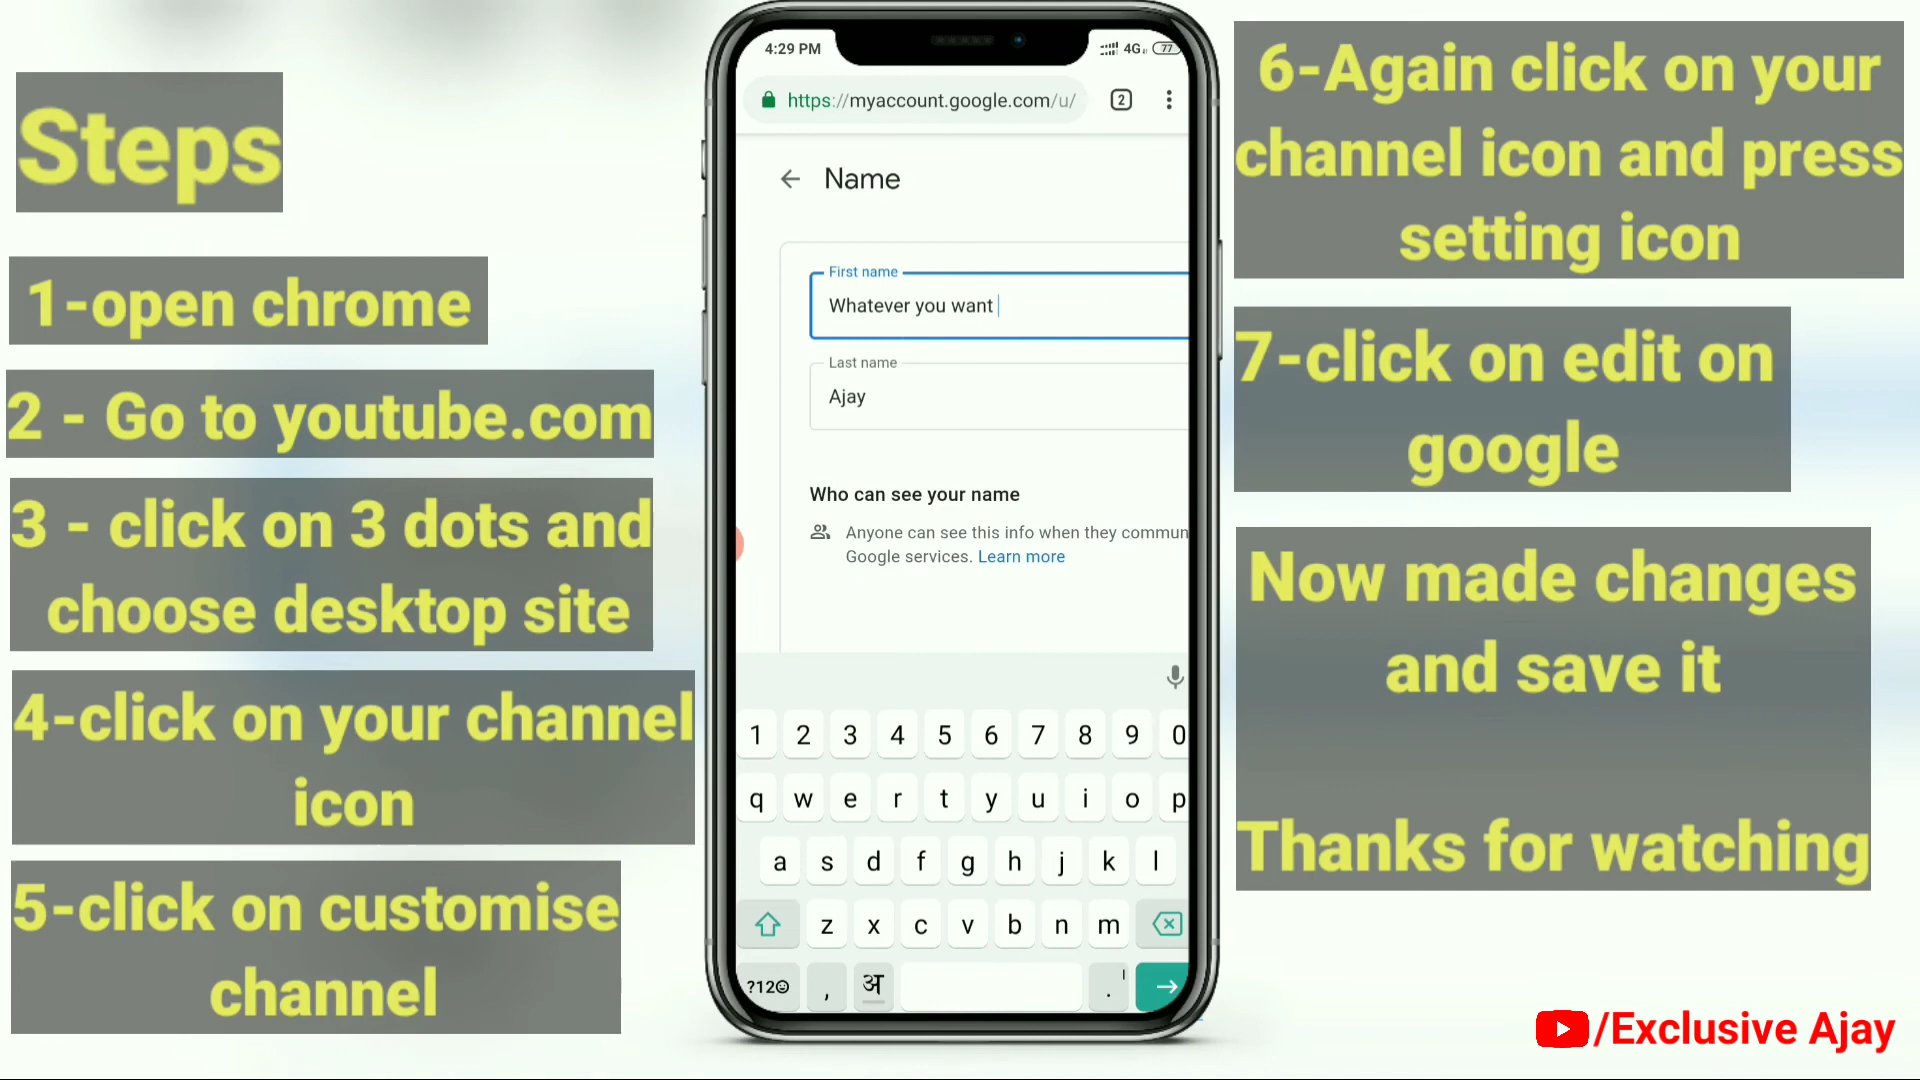 Steps
1-open chrome
2 - Go to youtube.com
3 - click on 3 dots and
choose desktop site
4-click on your channel
icon
5-click on customise
channel
4:29 PM
4G
77
https://myaccount.google.com/u/
2
Name
First name
Whatever you want
Last name
Ajay
Who can see your name
Anyone can see this info when they commun
Google services. Learn more
1 2 3 4 5 6 7 8 9 0
q w e r t y u i o p
a s d f g h j k l
z x c v b n m
?12☺ , अ .
6-Again click on your
channel icon and press
setting icon
7-click on edit on
google
Now made changes
and save it
Thanks for watching
/Exclusive Ajay